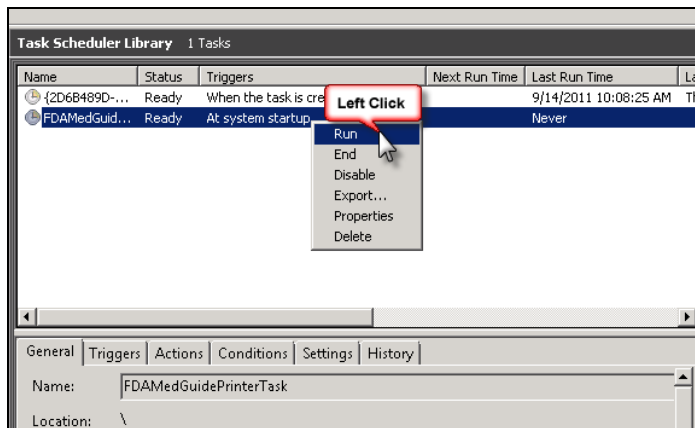 Task Scheduler Library 1 Tasks
Name Status Triggers Next Run Time Last Run Time
{2D6B489D-... Ready When the task is cre 9/14/2011 10:08:25 AM
FDAMedGuid... Ready At system startup Never
Left Click
Run
End
Disable
Export...
Properties
Delete
General Triggers Actions Conditions Settings History
Name: FDAMedGuidePrinterTask
Location: \